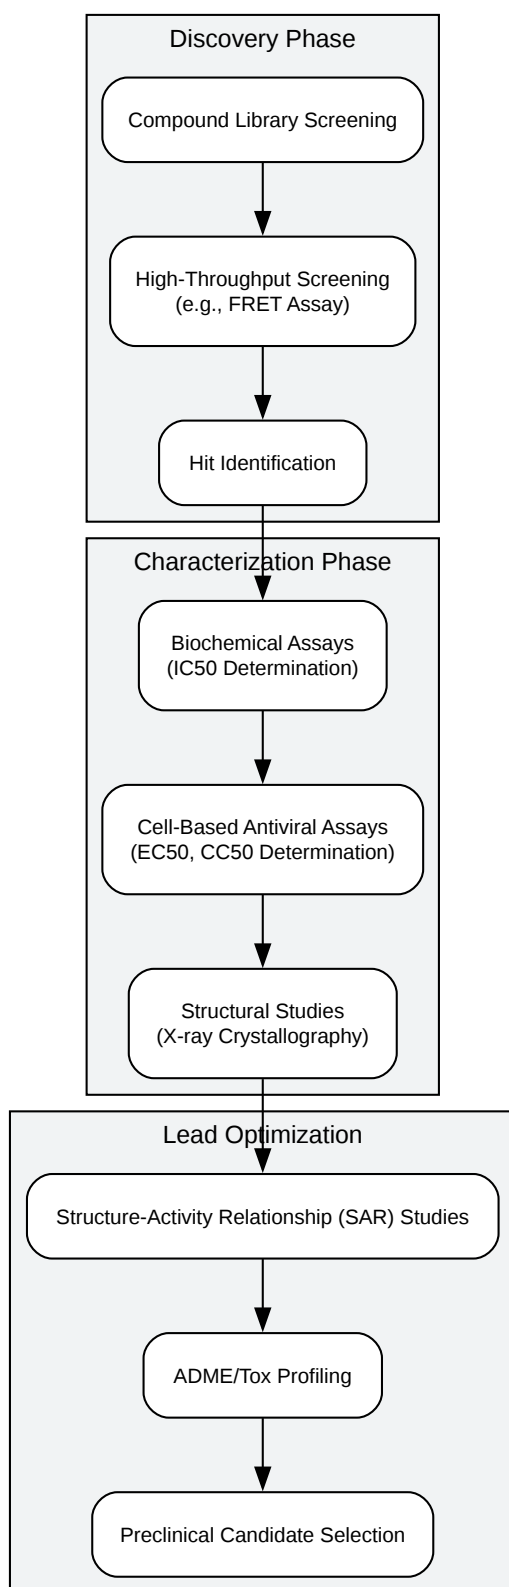 Discovery Phase
Compound Library Screening
High-Throughput Screening
(e.g., FRET Assay)
Hit Identification
Characterization Phase
Biochemical Assays
(IC50 Determination)
Cell-Based Antiviral Assays
(EC50, CC50 Determination)
Structural Studies
(X-ray Crystallography)
Lead Optimization
Structure-Activity Relationship (SAR) Studies
ADME/Tox Profiling
Preclinical Candidate Selection